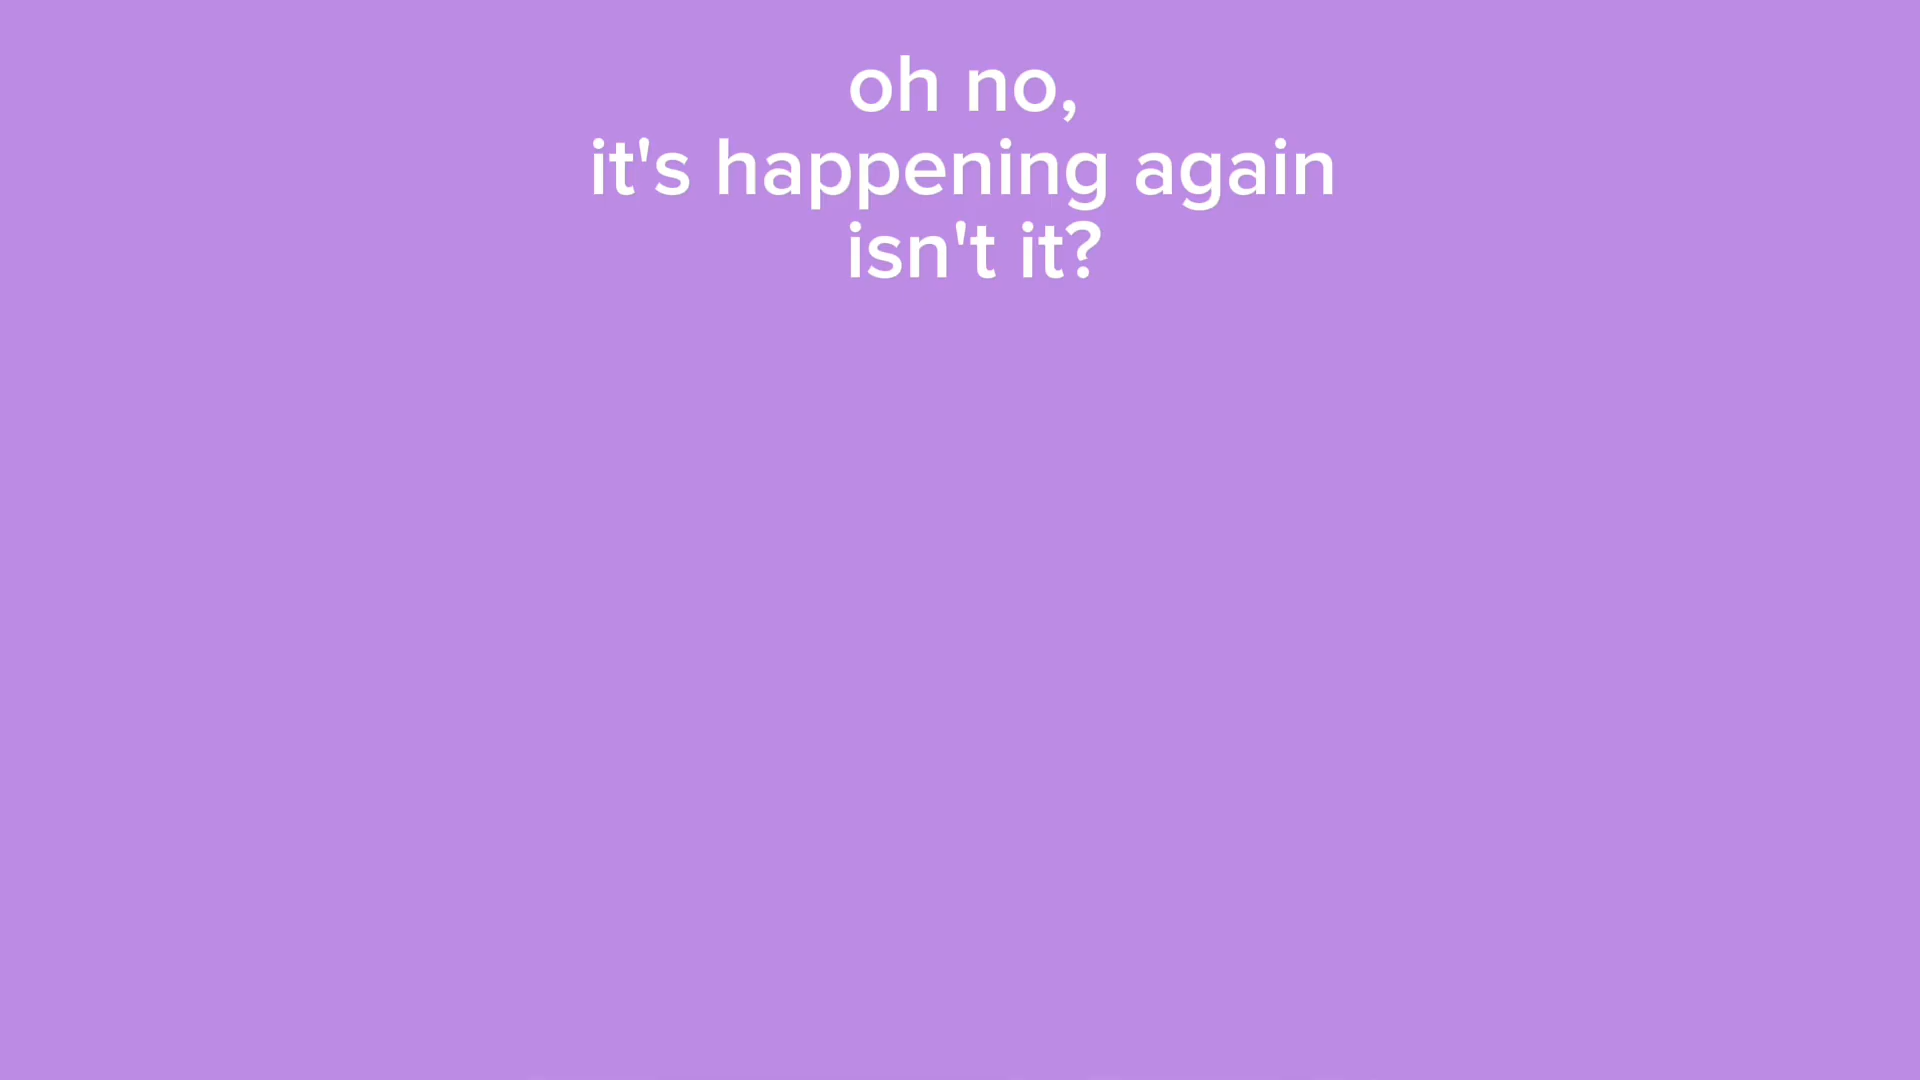 oh no,
it's happening again
isn't it?